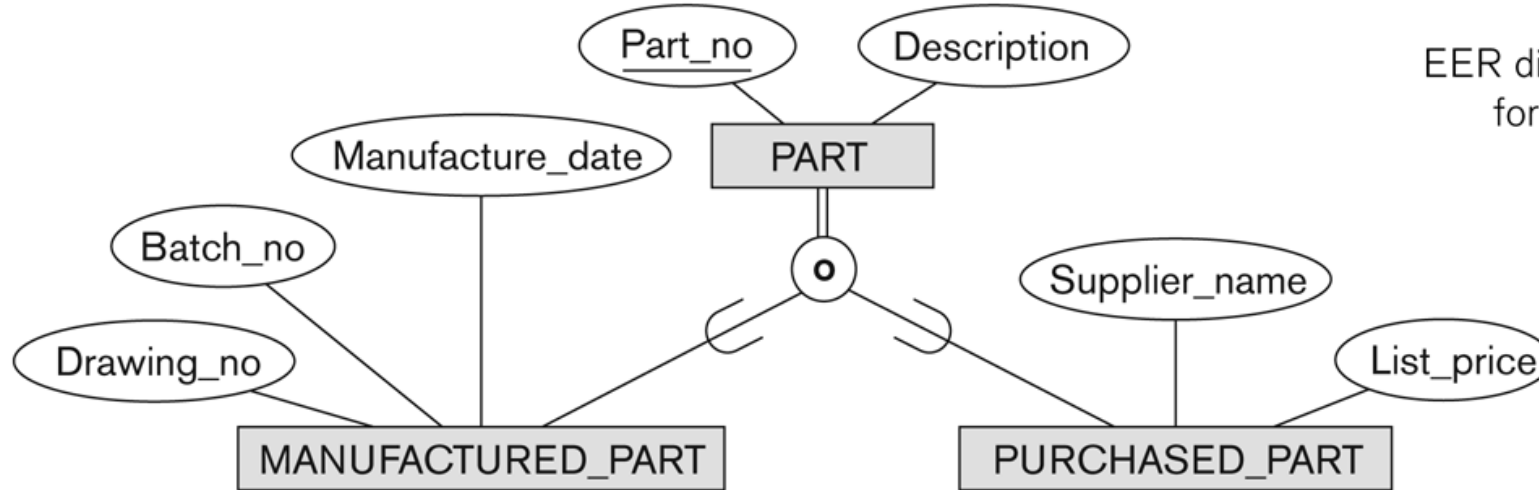 Part_no
Description
EER di
for
Manufacture_date
PART
Batch_no
o
Supplier_name
Drawing_no
List_price
MANUFACTURED_PART
PURCHASED_PART